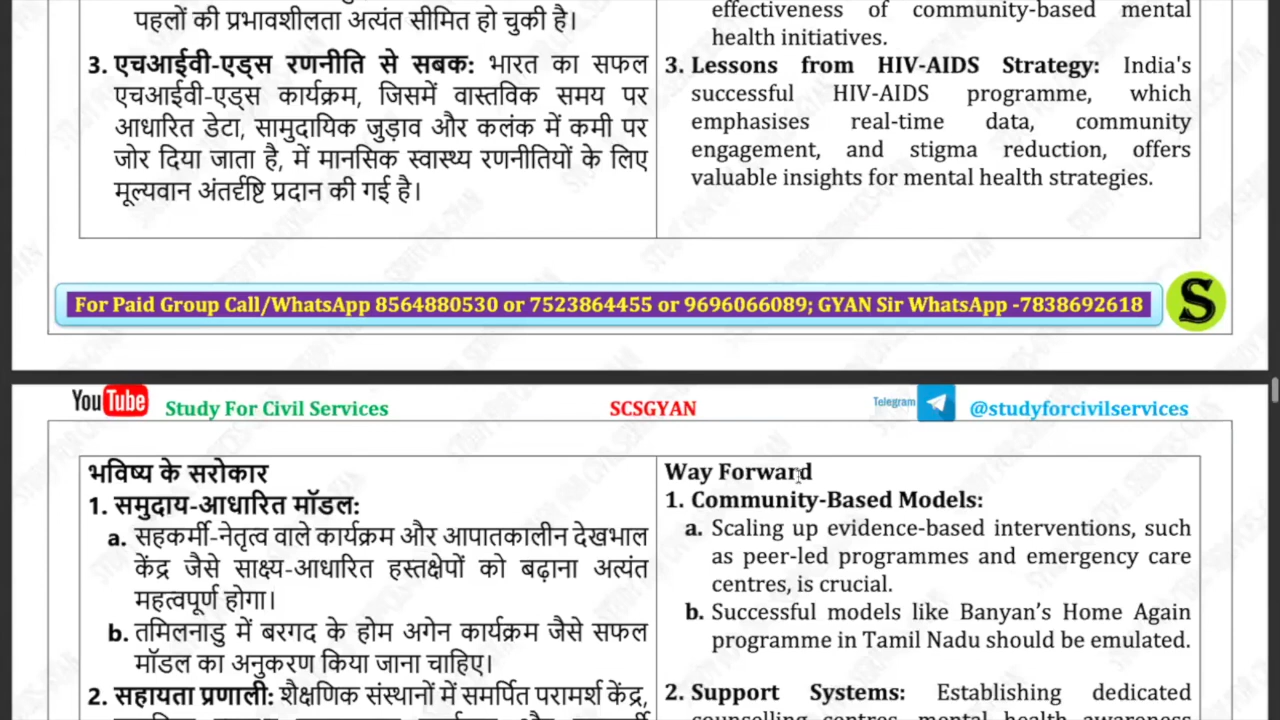 पहलों की प्रभावशीलता अत्यंत सीमित हो चुकी है।
3. एचआईवी-एड्स रणनीति से सबक: भारत का सफल
एचआईवी-एड्स कार्यक्रम, जिसमें वास्तविक समय पर
आधारित डेटा, सामुदायिक जुड़ाव और कलंक में कमी पर
जोर दिया जाता है, में मानसिक स्वास्थ्य रणनीतियों के लिए
मूल्यवान अंतर्दृष्टि प्रदान की गई है।
effectiveness of community-based mental
health initiatives.
3. Lessons from HIV-AIDS Strategy: India's
successful HIV-AIDS programme, which
emphasises real-time data, community
engagement, and stigma reduction, offers
valuable insights for mental health strategies.
For Paid Group Call/WhatsApp 8564880530 or 7523864455 or 9696066089; GYAN Sir WhatsApp -7838692618
S
YouTube Study For Civil Services SCSGYAN Telegram @studyforcivilservices
भविष्य के सरोकार
1. समुदाय-आधारित मॉडल:
a. सहकर्मी-नेतृत्व वाले कार्यक्रम और आपातकालीन देखभाल
केंद्र जैसे साक्ष्य-आधारित हस्तक्षेपों को बढ़ाना अत्यंत
महत्वपूर्ण होगा।
b. तमिलनाडु में बरगद के होम अगेन कार्यक्रम जैसे सफल
मॉडल का अनुकरण किया जाना चाहिए।
2. सहायता प्रणाली: शैक्षणिक संस्थानों में समर्पित परामर्श केंद्र,
Way Forward
1. Community-Based Models:
a. Scaling up evidence-based interventions, such
as peer-led programmes and emergency care
centres, is crucial.
b. Successful models like Banyan’s Home Again
programme in Tamil Nadu should be emulated.
2. Support Systems: Establishing dedicated
counselling centres, mental health awareness